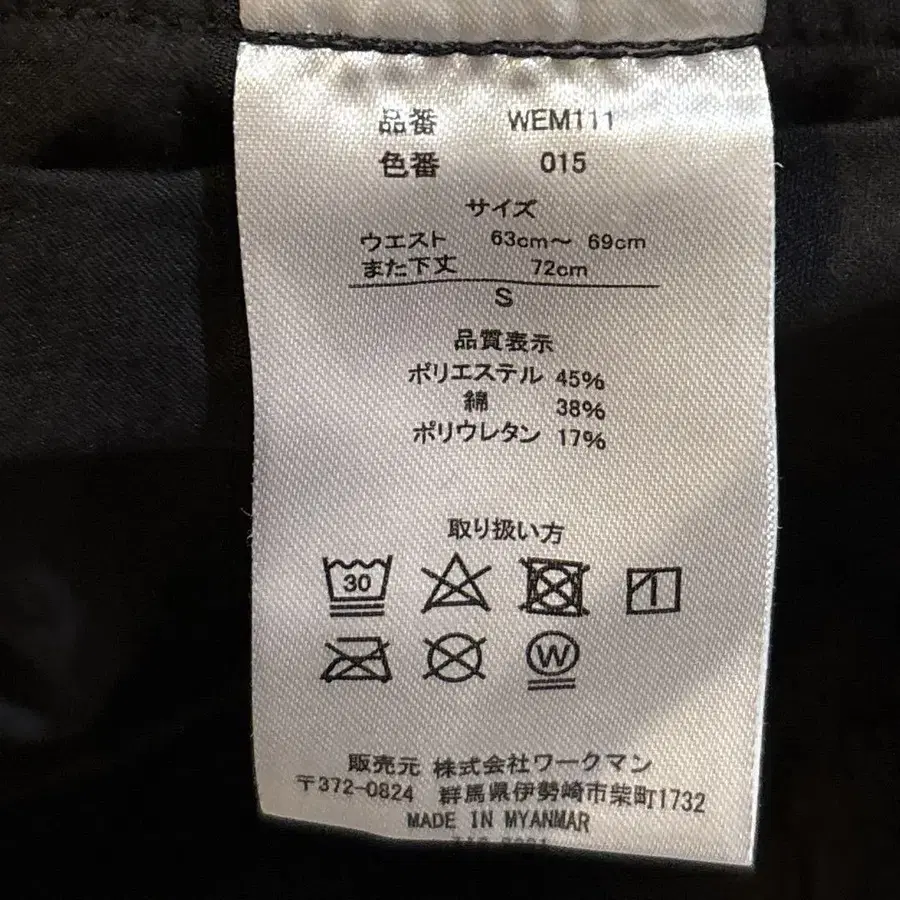 品番 WEM111
色番 015
サイズ
ウエスト 63cm～ 69cm
また下丈 72cm
S
品質表示
ポリエステル 45%
綿 38%
ポリウレタン 17%
取り扱い方
30
W
販売元 株式会社ワークマン
〒372-0824 群馬県伊勢崎市柴町1732
MADE IN MYANMAR